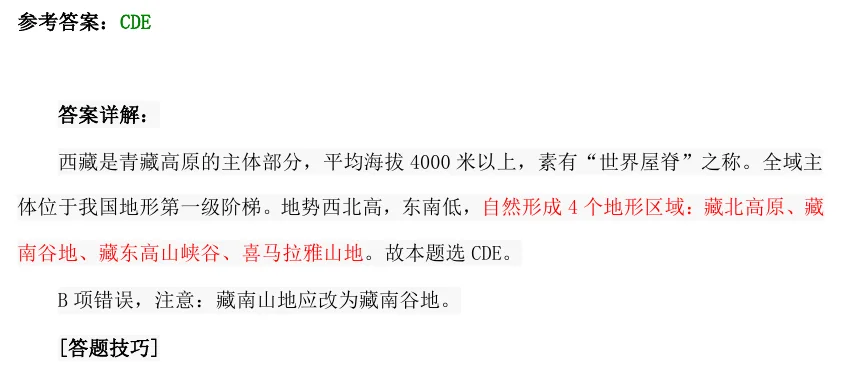 参考答案：CDE
答案详解：
西藏是青藏高原的主体部分，平均海拔 4000 米以上，素有“世界屋脊”之称。全域主
体位于我国地形第一级阶梯。地势西北高，东南低，自然形成 4 个地形区域：藏北高原、藏
南谷地、藏东高山峡谷、喜马拉雅山地。故本题选 CDE。
B 项错误，注意：藏南山地应改为藏南谷地。
[答题技巧]